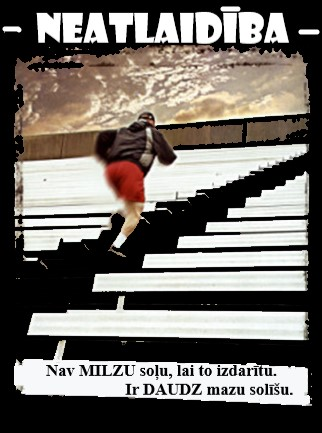 – NEATLAIDĪBA –
Nav MILZU soļu, lai to izdarītu.
Ir DAUDZ mazu solīšu.